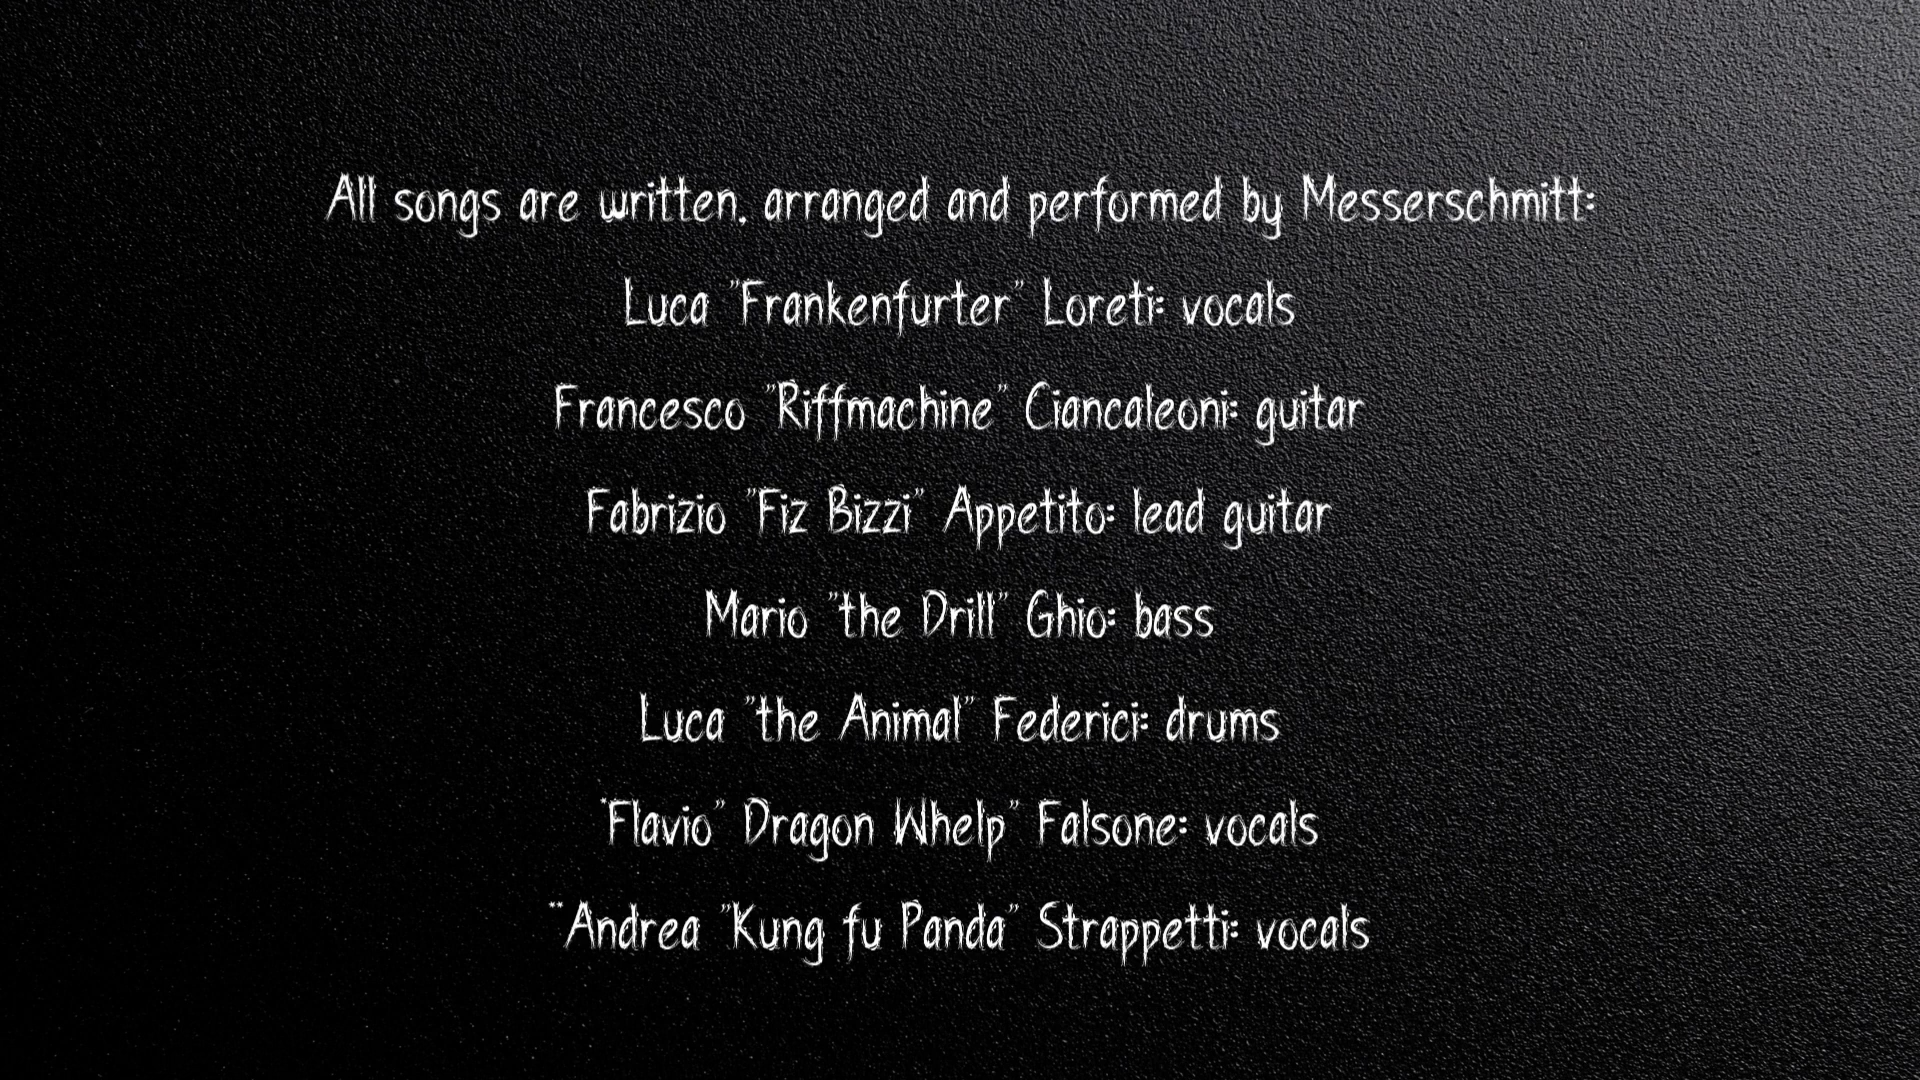 All songs are written, arranged and performed by Messerschmitt:
Luca "Frankenfurter" Loreti: vocals
Francesco "Riffmachine" Ciancaleoni: guitar
Fabrizio "Fiz Bizzi" Appetito: lead guitar
Mario "the Drill" Ghio: bass
Luca "the Animal" Federici: drums
*Flavio" Dragon Whelp" Falsone: vocals
**Andrea "Kung fu Panda" Strappetti: vocals